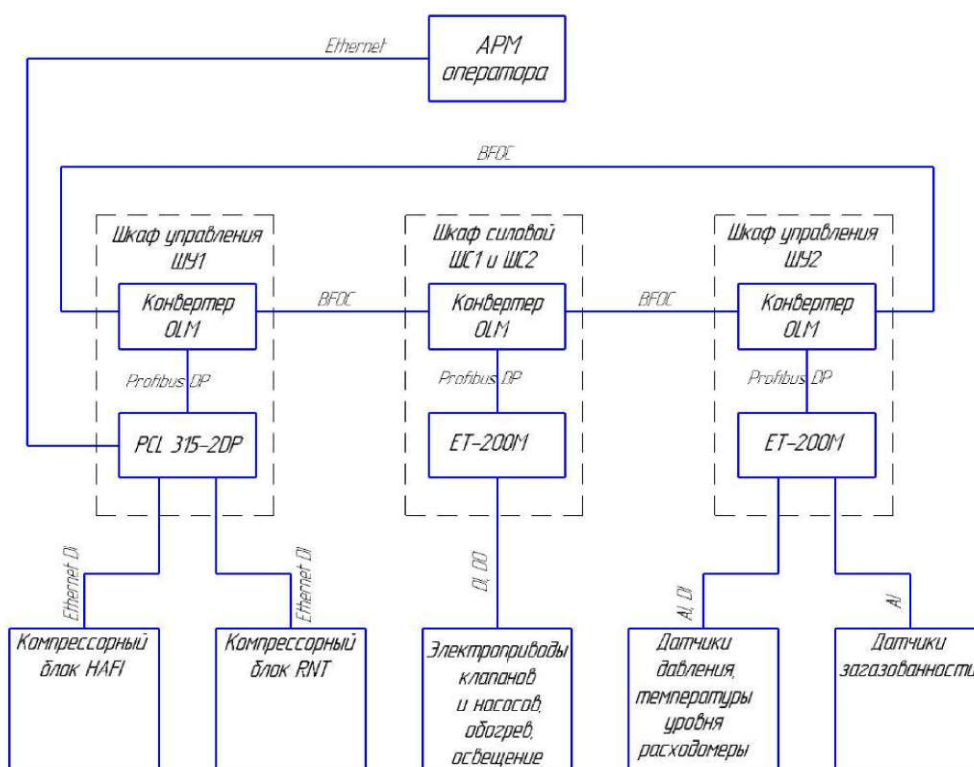 Ethernet
АРМ
оператора
BFOC
Шкаф управления
ШУ1
Шкаф силовой
ШС1 и ШС2
Шкаф управления
ШУ2
Конвертер
OLM
BFOC
Конвертер
OLM
BFOC
Конвертер
OLM
Profibus DP
Profibus DP
Profibus DP
PCL 315-2DP
ET-200M
ET-200M
Ethernet DI
Ethernet DI
DI, DO
AI, DI
AI
Компрессорный
блок HAFI
Компрессорный
блок RNT
Электроприводы
клапанов
и насосов,
обогрев,
освещение
Датчики
давления,
температуры
уровня
расходомеры
Датчики
загазованности